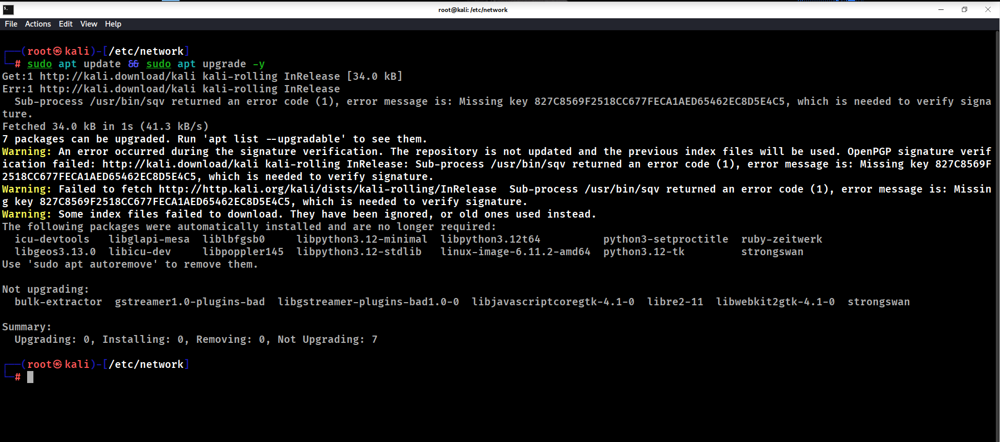 root@kali: /etc/network
File Actions Edit View Help
┌──(root㉿kali)-[/etc/network]
└─# sudo apt update && sudo apt upgrade -y
Get:1 http://kali.download/kali kali-rolling InRelease [34.0 kB]
Err:1 http://kali.download/kali kali-rolling InRelease
  Sub-process /usr/bin/sqv returned an error code (1), error message is: Missing key 827C8569F2518CC677FECA1AED65462EC8D5E4C5, which is needed to verify signa
ture.
Fetched 34.0 kB in 1s (41.3 kB/s)
7 packages can be upgraded. Run 'apt list --upgradable' to see them.
Warning: An error occurred during the signature verification. The repository is not updated and the previous index files will be used. OpenPGP signature verif
ication failed: http://kali.download/kali kali-rolling InRelease: Sub-process /usr/bin/sqv returned an error code (1), error message is: Missing key 827C8569F
2518CC677FECA1AED65462EC8D5E4C5, which is needed to verify signature.
Warning: Failed to fetch http://http.kali.org/kali/dists/kali-rolling/InRelease  Sub-process /usr/bin/sqv returned an error code (1), error message is: Missin
g key 827C8569F2518CC677FECA1AED65462EC8D5E4C5, which is needed to verify signature.
Warning: Some index files failed to download. They have been ignored, or old ones used instead.
The following packages were automatically installed and are no longer required:
  icu-devtools   libglapi-mesa  liblbfgsb0     libpython3.12-minimal  libpython3.12t64          python3-setproctitle  ruby-zeitwerk
  libgeos3.13.0  libicu-dev     libpoppler145  libpython3.12-stdlib   linux-image-6.11.2-amd64  python3.12-tk         strongswan
Use 'sudo apt autoremove' to remove them.
Not upgrading:
  bulk-extractor  gstreamer1.0-plugins-bad  libgstreamer-plugins-bad1.0-0  libjavascriptcoregtk-4.1-0  libre2-11  libwebkit2gtk-4.1-0  strongswan
Summary:
  Upgrading: 0, Installing: 0, Removing: 0, Not Upgrading: 7
┌──(root㉿kali)-[/etc/network]
└─#